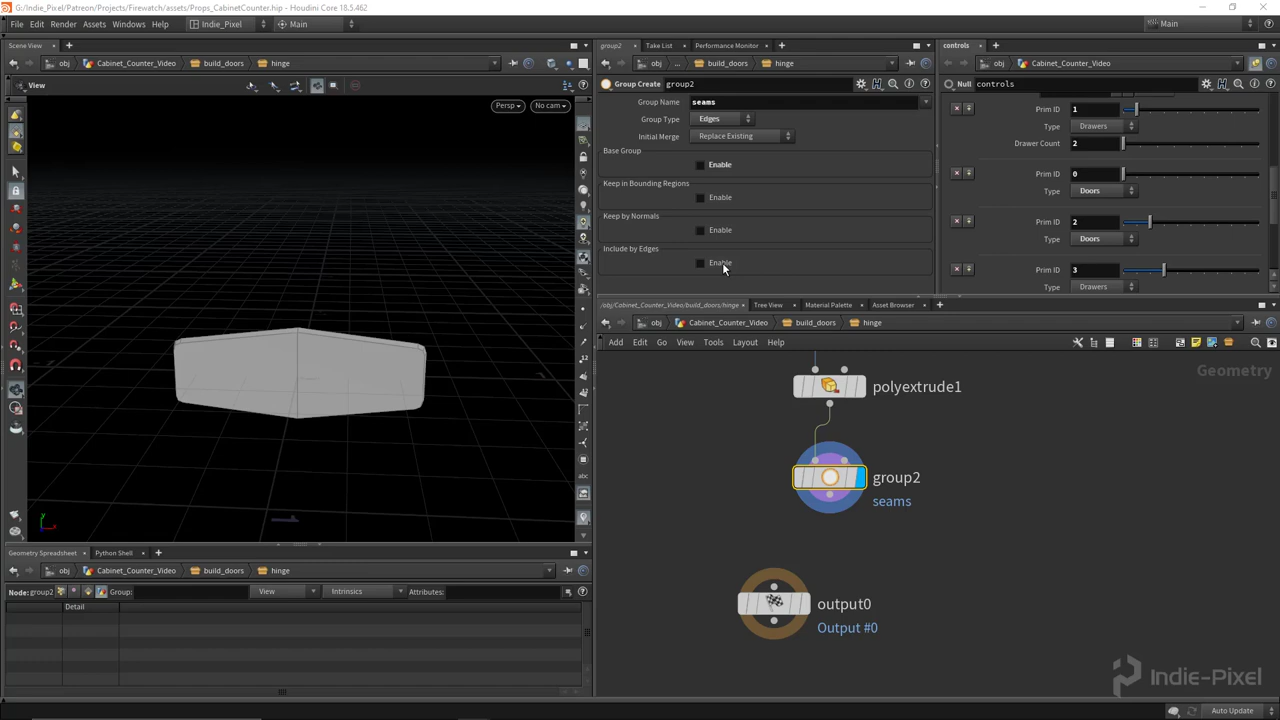 G:/Indie_Pixel/Patreon/Projects/Firewatch/assets/Props_CabinetCounter.hip - Houdini Core 18.5.462
File Edit Render Assets Windows Help Indie_Pixel Main Main
Scene View
obj Cabinet_Counter_Video build_doors hinge
View
Persp No cam
abc
y
x
Geometry Spreadsheet Python Shell
obj Cabinet_Counter_Video build_doors hinge
Node: group2 Group: View Intrinsics Attributes:
Detail
group2 Take List Performance Monitor
obj ... build_doors hinge
Group Create group2
Group Name seams
Group Type Edges
Initial Merge Replace Existing
Base Group
Enable
Keep in Bounding Regions
Enable
Keep by Normals
Enable
Include by Edges
Enable
controls
obj Cabinet_Counter_Video
Null controls
Prim ID 1
Type Drawers
Drawer Count 2
Prim ID 0
Type Doors
Prim ID 2
Type Doors
Prim ID 3
Type Drawers
/obj/Cabinet_Counter_Video/build_doors/hinge Tree View Material Palette Asset Browser
obj Cabinet_Counter_Video build_doors hinge
Add Edit Go View Tools Layout Help
Geometry
polyextrude1
group2
seams
output0
Output #0
Indie-Pixel
Auto Update